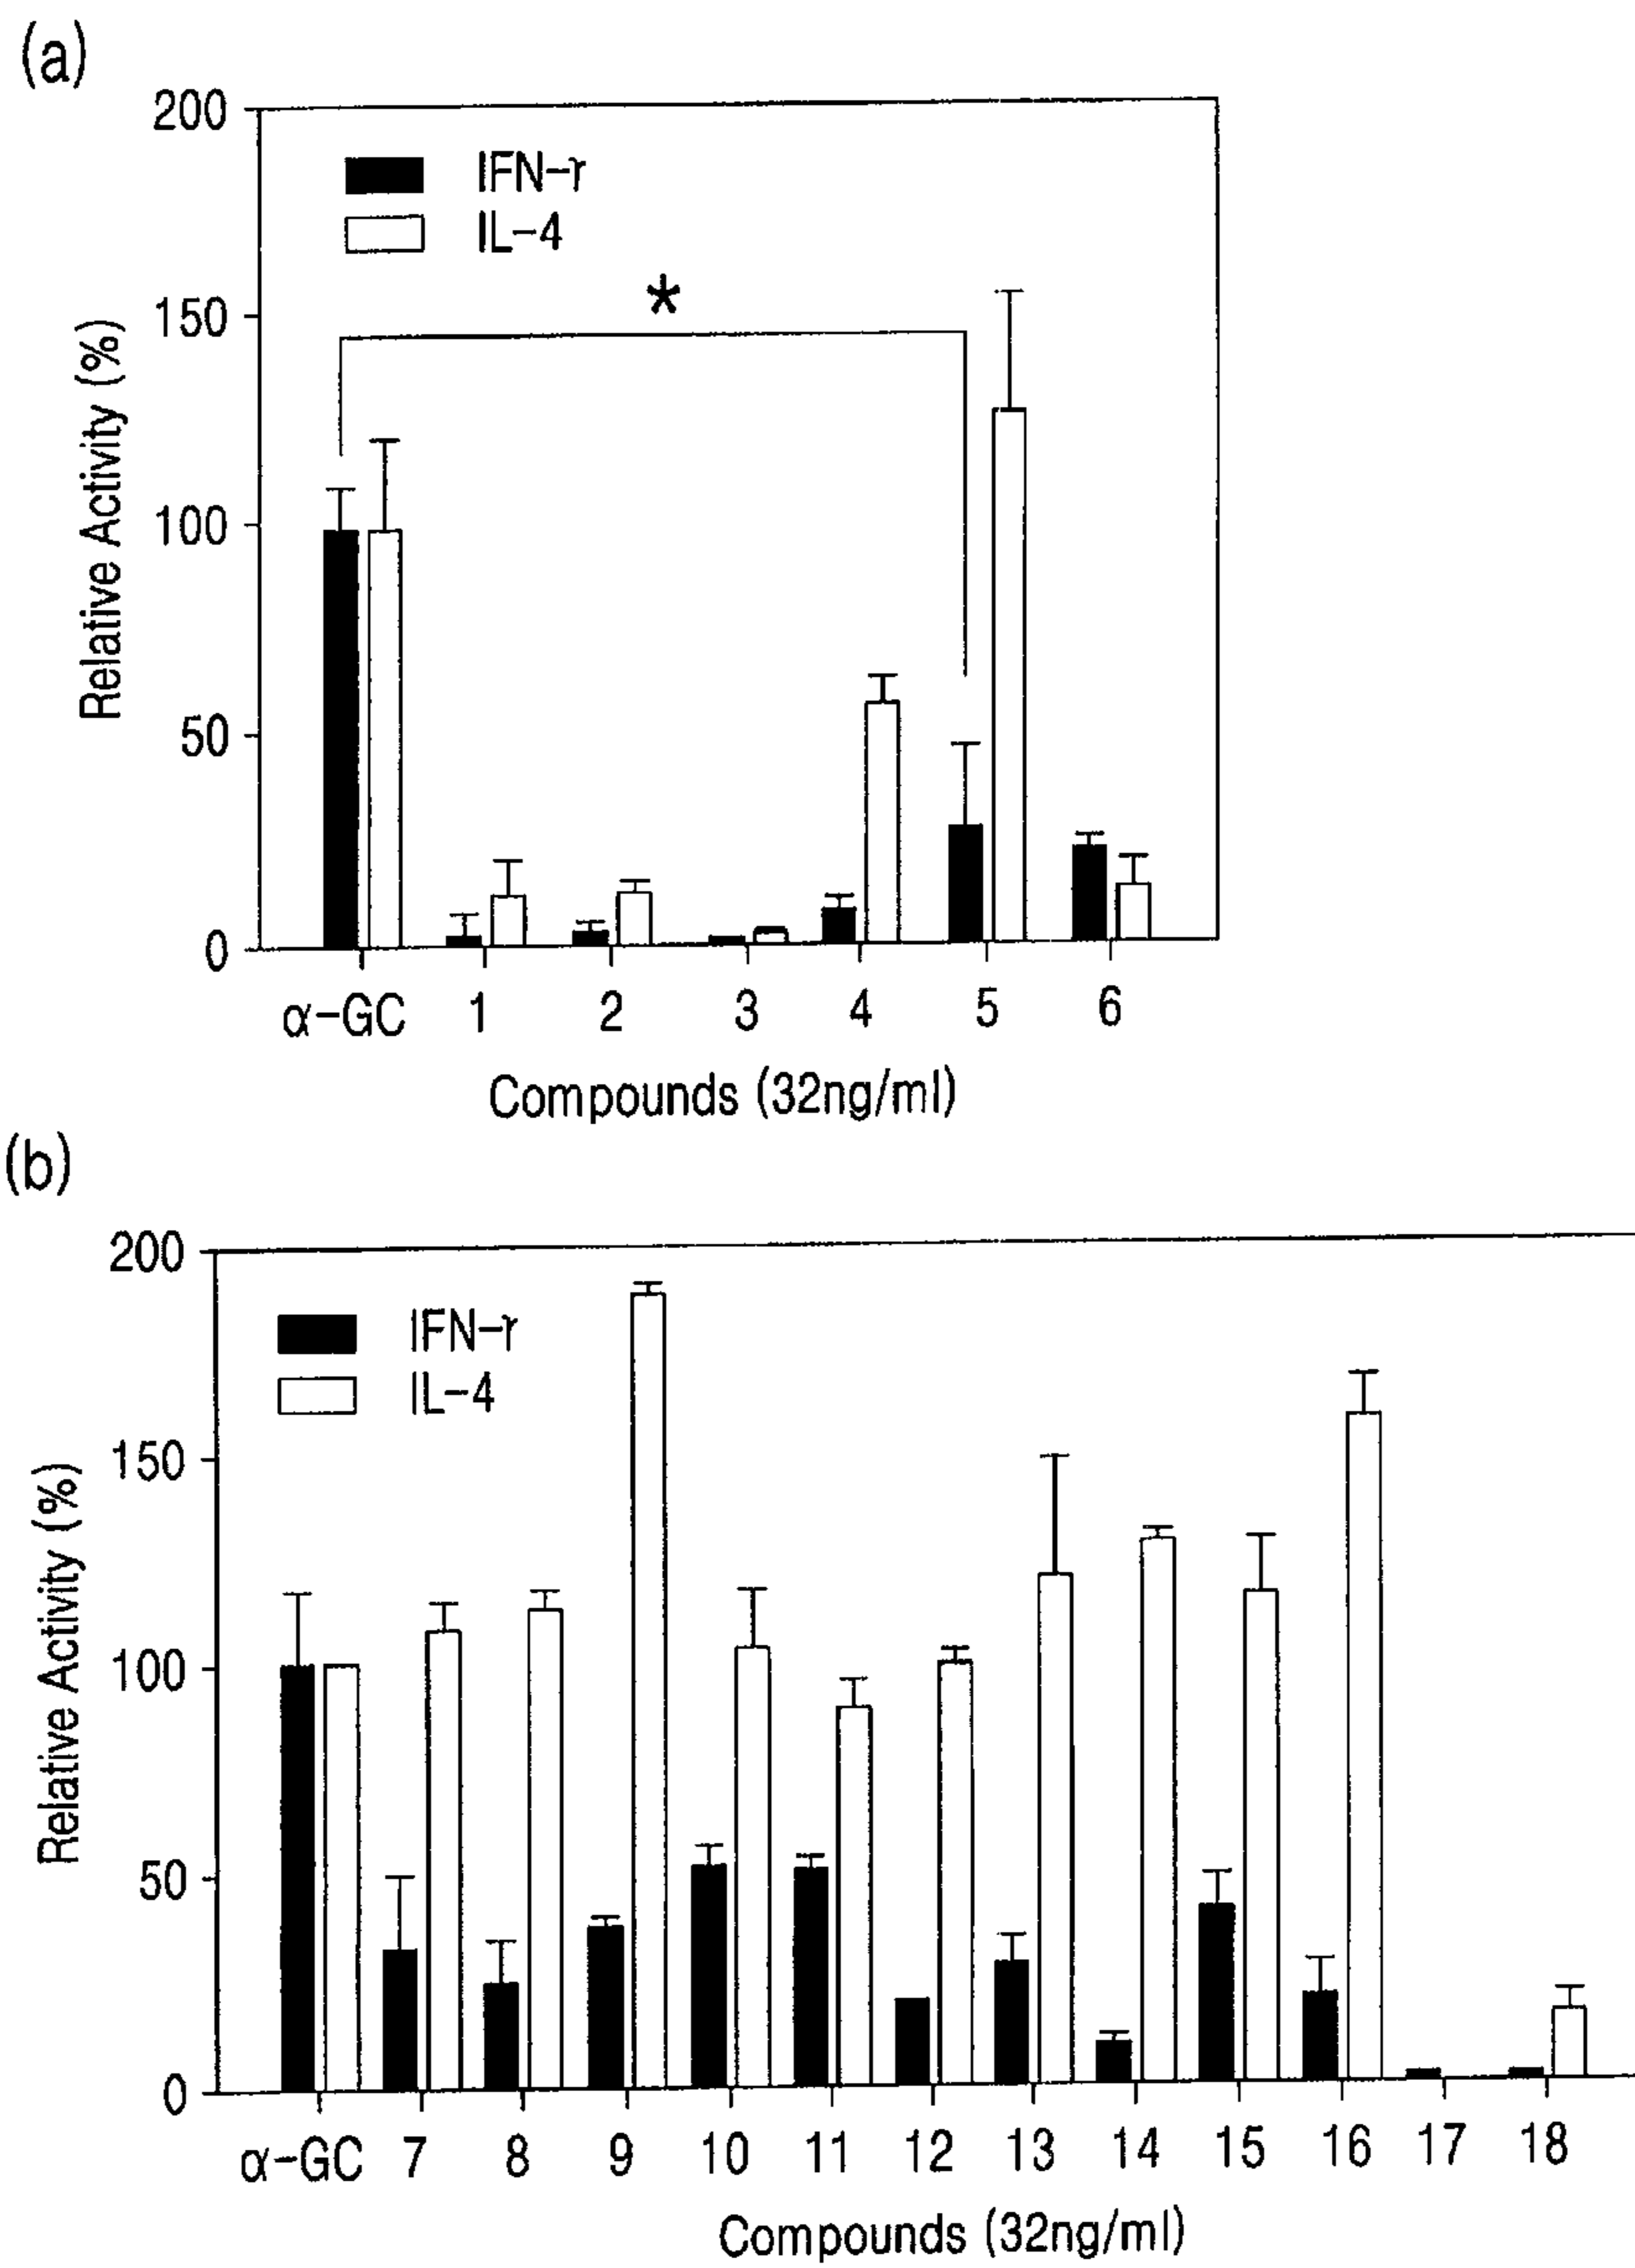 (a)
200
IFN-r
IL-4
*
150
100
50
0
Relative Activity (%)
α-GC 1 2 3 4 5 6
Compounds (32ng/ml)
(b)
200
IFN-r
IL-4
150
100
50
0
Relative Activity (%)
α-GC 7 8 9 10 11 12 13 14 15 16 17 18
Compounds (32ng/ml)